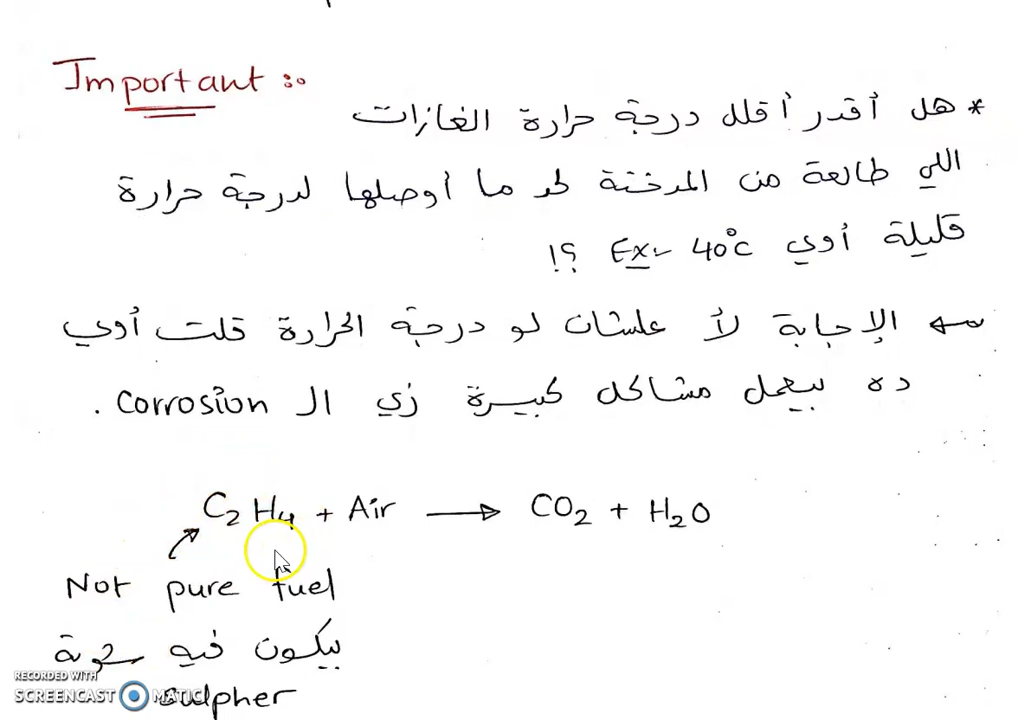 Important :-
* هل أقدر أقلل درجة حرارة الغازات
اللي طالعة من المدخنة لحد ما أوصلها لدرجة حرارة
قليلة أوي Ex- 40°c ؟!
الإجابة لأ علشان لو درجة الحرارة قلت أوي
ده بيعمل مشاكل كبيرة زي الـ Corrosion .
C₂H₄ + Air → CO₂ + H₂O
Not pure fuel
بيكون فيه شوية
Sulpher
RECORDED WITH
SCREENCAST MATIC